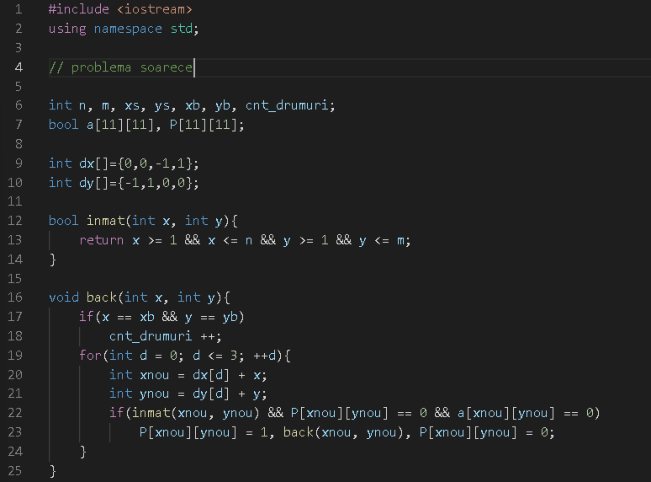 1 #include <iostream>
2 using namespace std;
3
4 // problema soarece
5
6 int n, m, xs, ys, xb, yb, cnt_drumuri;
7 bool a[11][11], P[11][11];
8
9 int dx[]={0,0,-1,1};
10 int dy[]={-1,1,0,0};
11
12 bool inmat(int x, int y){
13     return x >= 1 && x <= n && y >= 1 && y <= m;
14 }
15
16 void back(int x, int y){
17     if(x == xb && y == yb)
18         cnt_drumuri ++;
19     for(int d = 0; d <= 3; ++d){
20         int xnou = dx[d] + x;
21         int ynou = dy[d] + y;
22         if(inmat(xnou, ynou) && P[xnou][ynou] == 0 && a[xnou][ynou] == 0)
23             P[xnou][ynou] = 1, back(xnou, ynou), P[xnou][ynou] = 0;
24     }
25 }